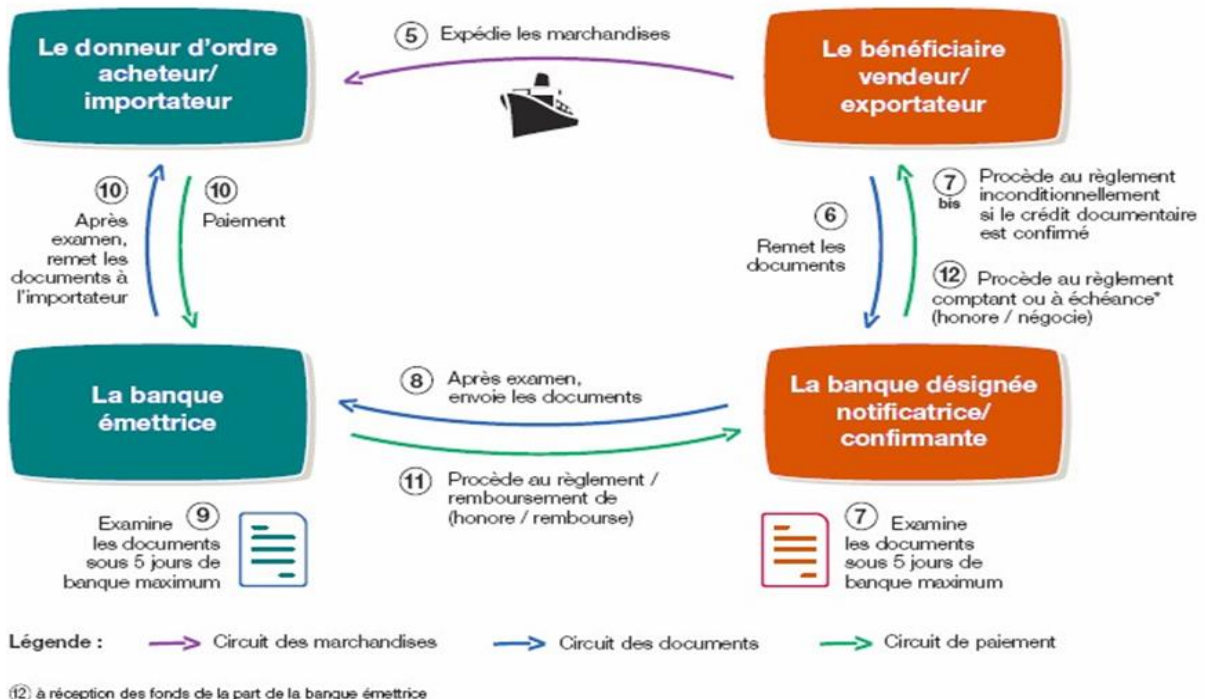 Le donneur d'ordre
acheteur/
importateur
⑤ Expédie les marchandises
Le bénéficiaire
vendeur/
exportateur
⑩
Après
examen,
remet les
documents à
l'importateur
⑩
Paiement
⑥
Remet les
documents
⑦ bis
Procède au règlement
inconditionnellement
si le crédit documentaire
est confirmé
⑫ Procède au règlement
comptant ou à échéance*
(honore / négocie)
La banque
émettrice
⑧ Après examen,
envoie les documents
La banque désignée
notificatrice/
confirmante
⑪ Procède au règlement /
remboursement de
(honore / rembourse)
Examine ⑨
les documents
sous 5 jours de
banque maximum
⑦ Examine
les documents
sous 5 jours de
banque maximum
Légende : Circuit des marchandises Circuit des documents Circuit de paiement
⑫ à réception des fonds de la part de la banque émettrice